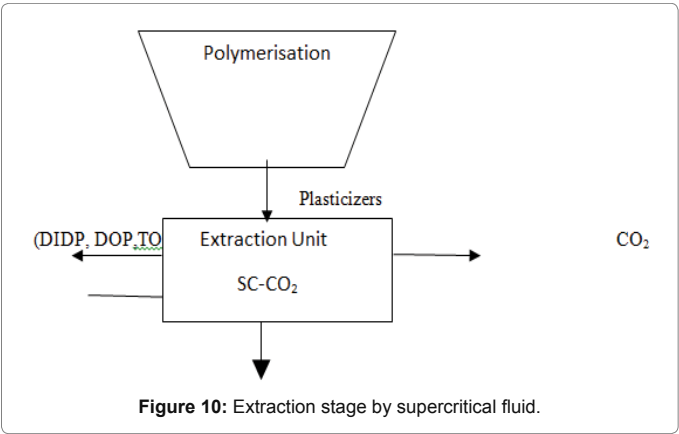 Polymerisation
Plasticizers
(DIDP, DOP,TO
Extraction Unit
CO₂
SC-CO₂
Figure 10: Extraction stage by supercritical fluid.